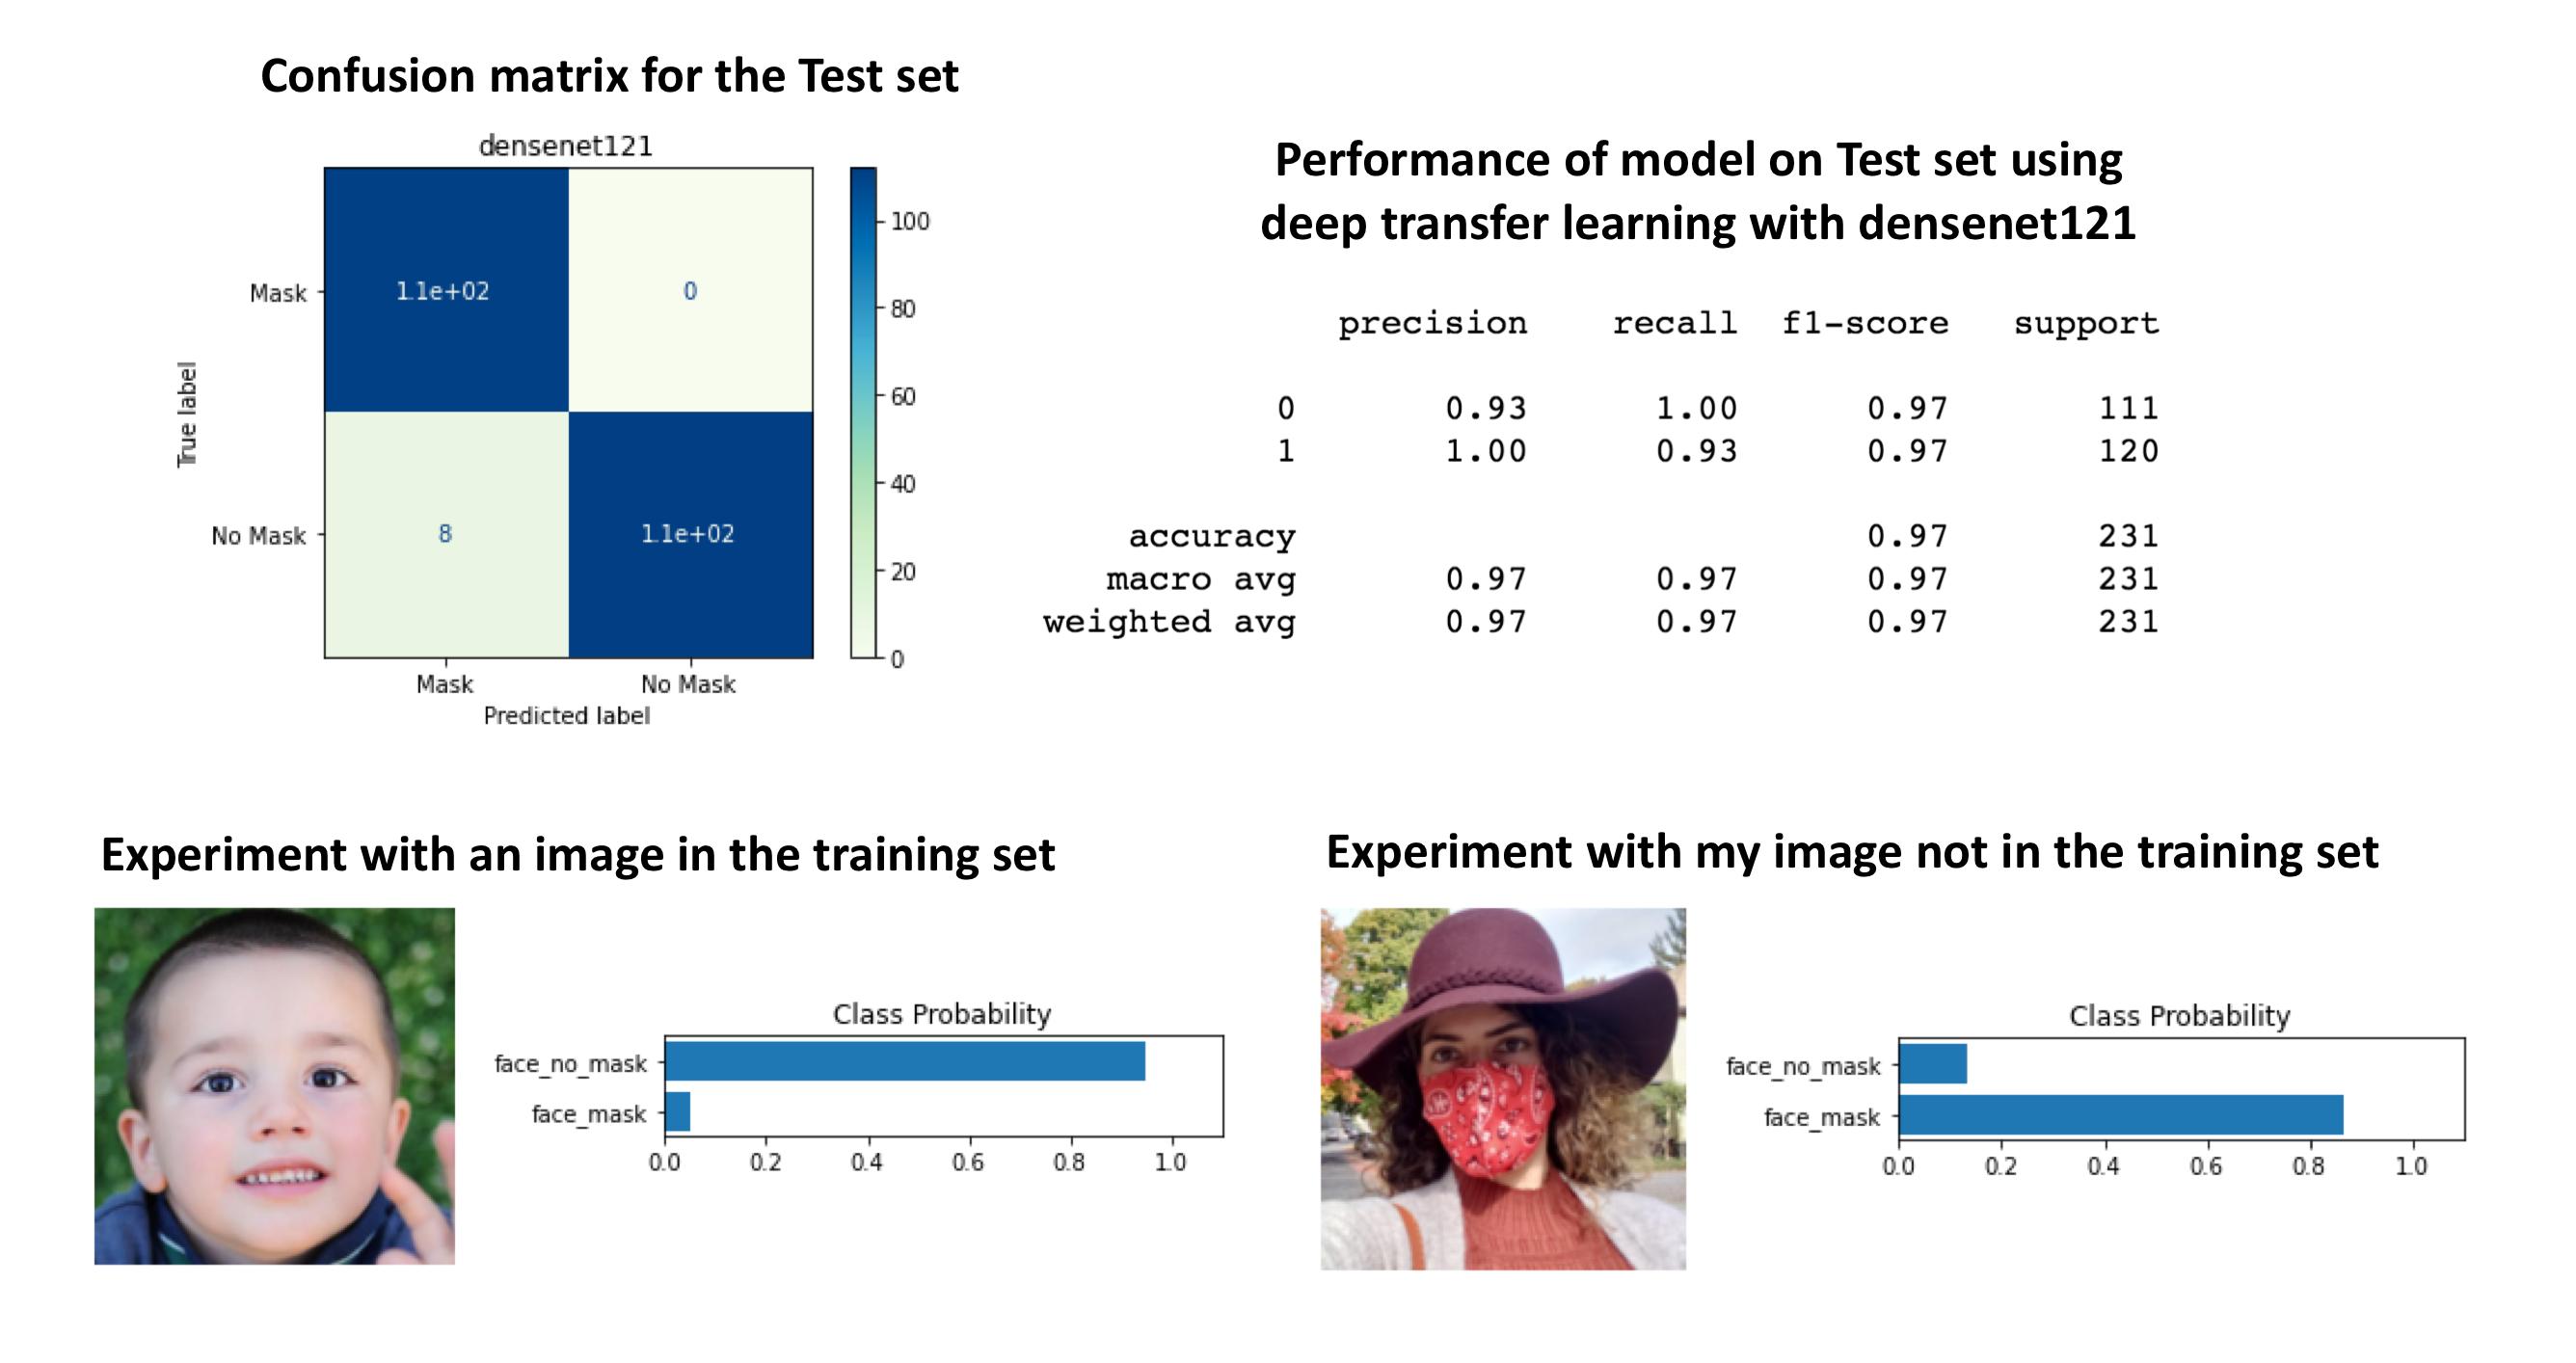 Confusion matrix for the Test set
densenet121
True label
Mask
1.1e+02 0
No Mask
8 1.1e+02
Mask No Mask
Predicted label
100
80
60
40
20
0
Performance of model on Test set using
deep transfer learning with densenet121
precision recall f1-score support
0 0.93 1.00 0.97 111
1 1.00 0.93 0.97 120
accuracy 0.97 231
macro avg 0.97 0.97 0.97 231
weighted avg 0.97 0.97 0.97 231
Experiment with an image in the training set
Class Probability
face_no_mask
face_mask
0.0 0.2 0.4 0.6 0.8 1.0
Experiment with my image not in the training set
Class Probability
face_no_mask
face_mask
0.0 0.2 0.4 0.6 0.8 1.0